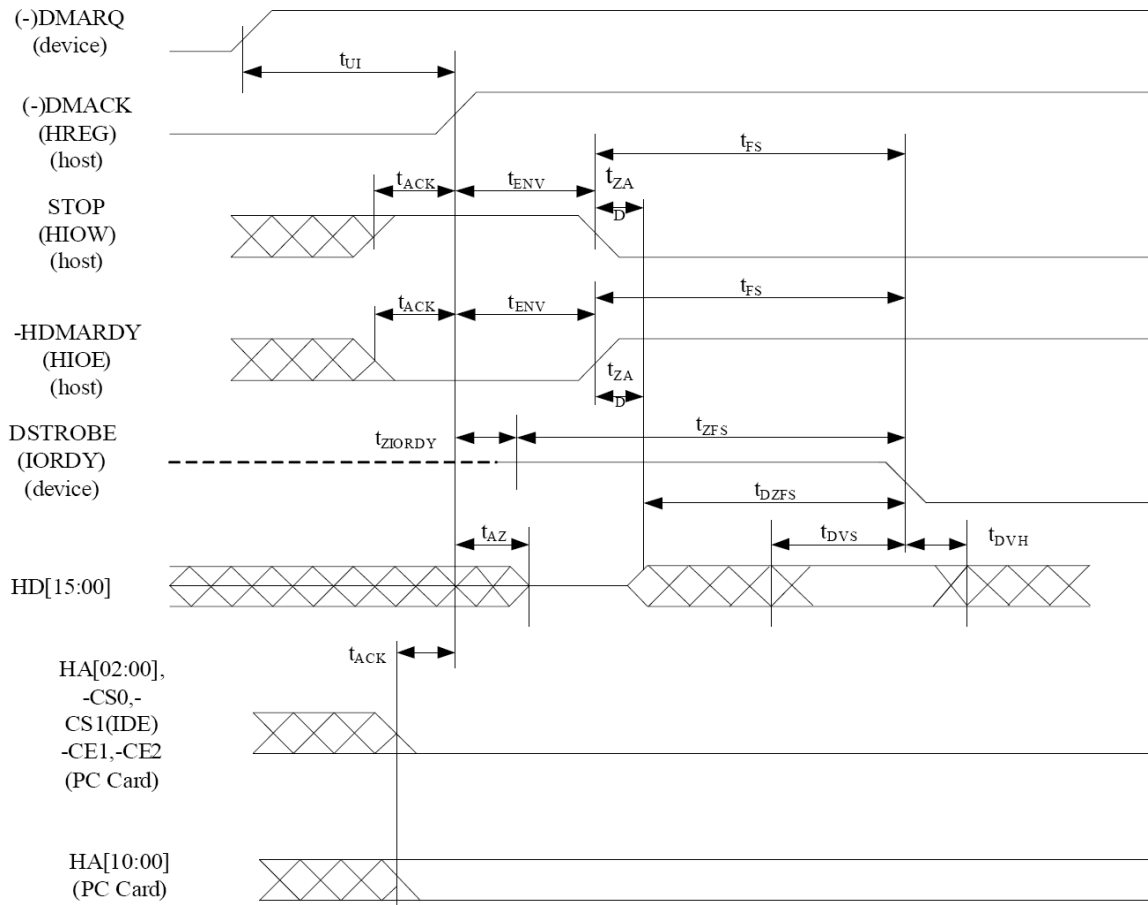 (-)DMARQ
(device)
tUI
(-)DMACK
(HREG)
(host)
tFS
tACK
tENV
tZA
D
STOP
(HIOW)
(host)
tFS
tACK
tENV
-HDMARDY
(HIOE)
(host)
tZA
D
DSTROBE
(IORDY)
(device)
tZIORDY
tZFS
tDZFS
tAZ
tDVS
tDVH
HD[15:00]
tACK
HA[02:00],
-CS0,-
CS1(IDE)
-CE1,-CE2
(PC Card)
HA[10:00]
(PC Card)